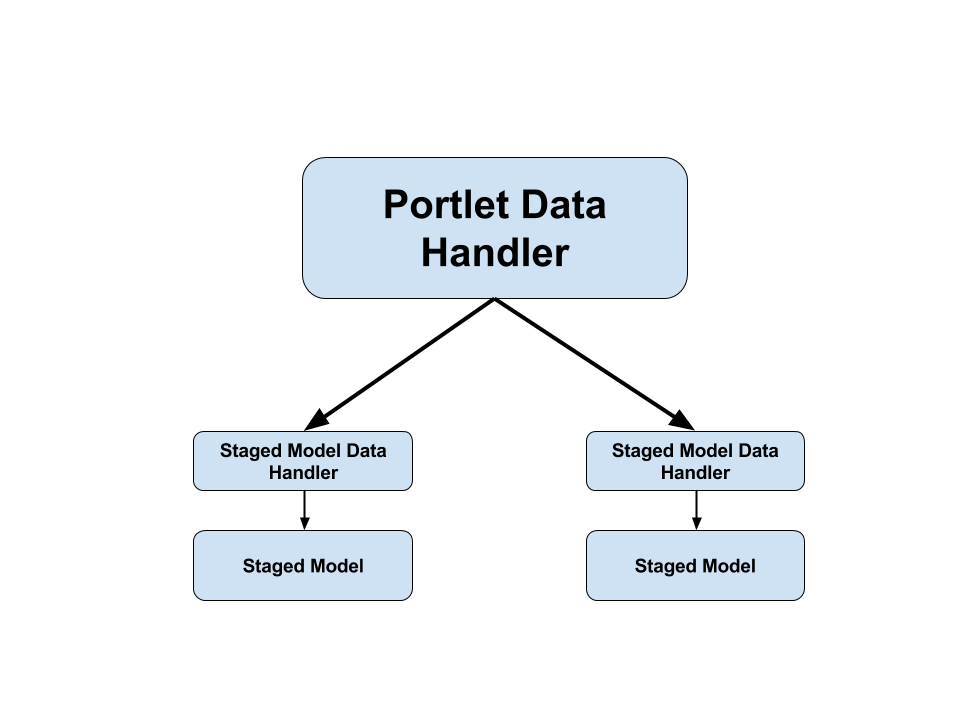 Portlet Data
Handler
Staged Model Data
Handler
Staged Model Data
Handler
Staged Model
Staged Model